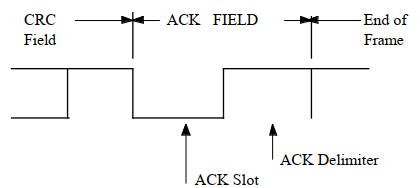 CRC Field
ACK FIELD
End of Frame
ACK Delimiter
ACK Slot